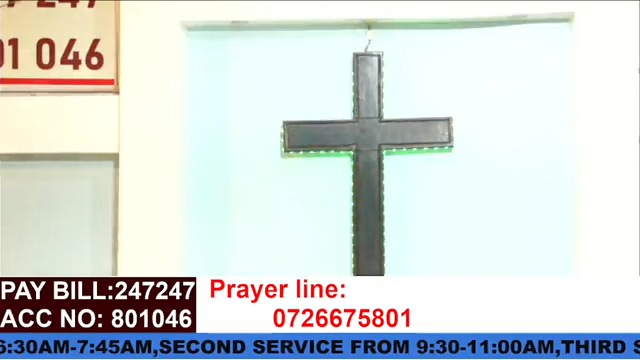 247
01 046
PAY BILL:247247
ACC NO: 801046
Prayer line:
0726675801
6:30AM-7:45AM,SECOND SERVICE FROM 9:30-11:00AM,THIRD S